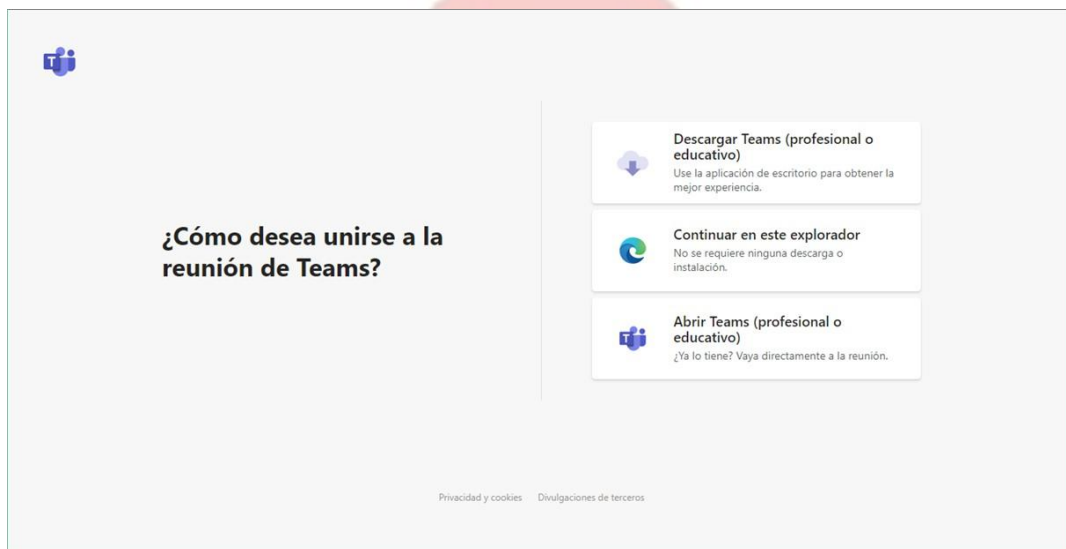 ¿Cómo desea unirse a la
reunión de Teams?
Descargar Teams (profesional o
educativo)
Use la aplicación de escritorio para obtener la
mejor experiencia.
Continuar en este explorador
No se requiere ninguna descarga o
instalación.
Abrir Teams (profesional o
educativo)
¿Ya lo tiene? Vaya directamente a la reunión.
Privacidad y cookies Divulgaciones de terceros